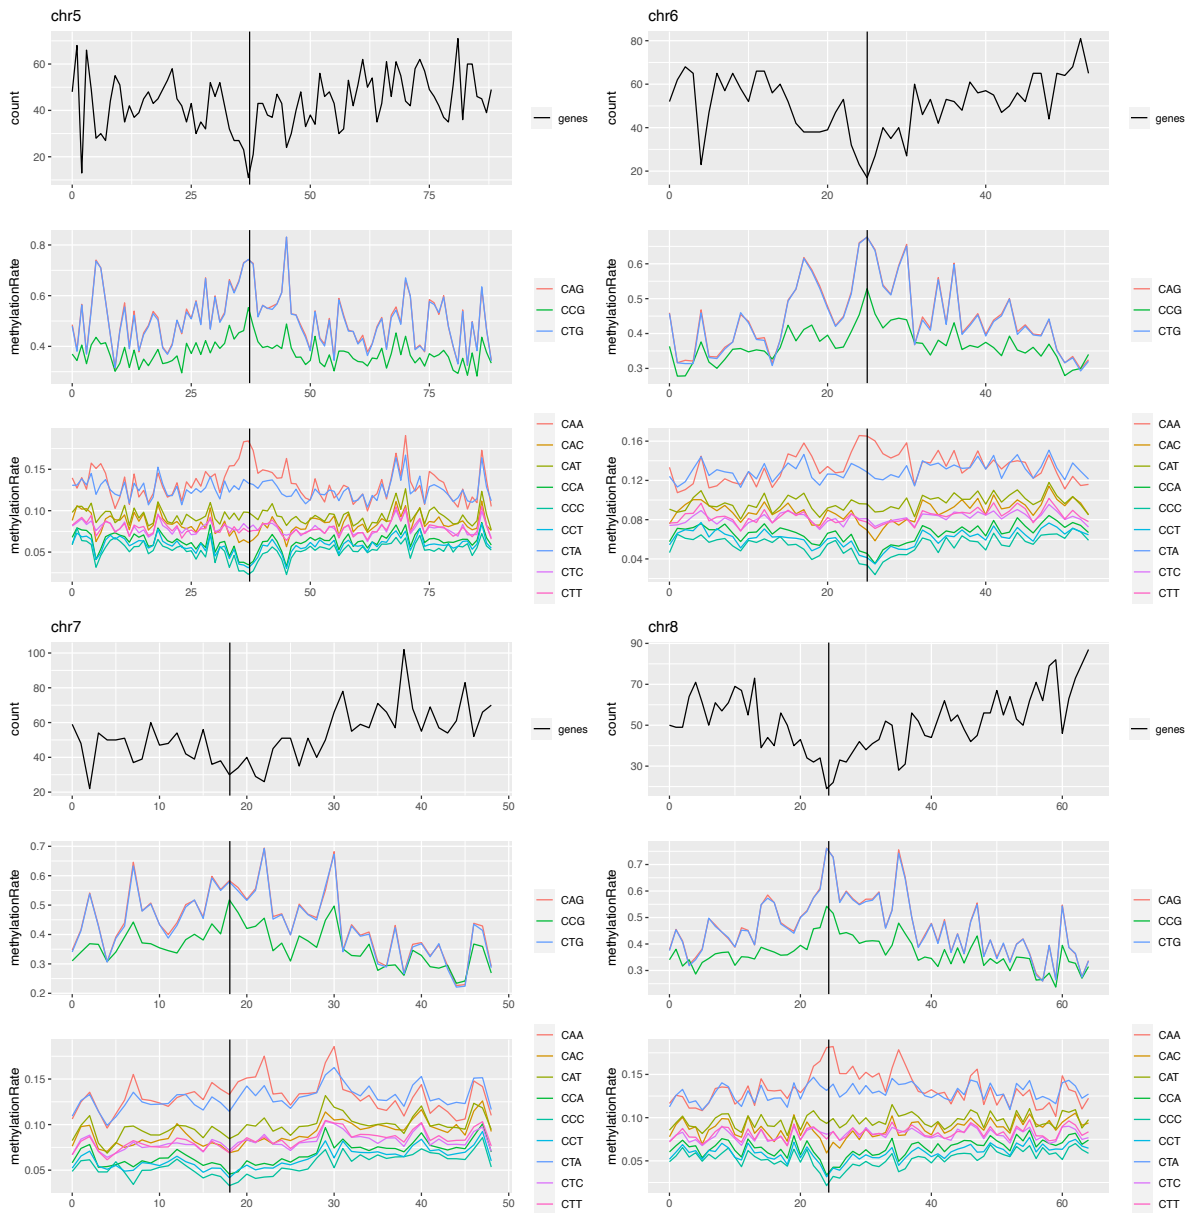 chr5
count
20
40
60
0
25
50
75
genes
methylationRate
0.4
0.6
0.8
0
25
50
75
CAG
CCG
CTG
methylationRate
0.05
0.10
0.15
0
25
50
75
CAA
CAC
CAT
CCA
CCC
CCT
CTA
CTC
CTT
chr6
count
20
40
60
80
0
20
40
genes
methylationRate
0.3
0.4
0.5
0.6
0
20
40
CAG
CCG
CTG
methylationRate
0.04
0.08
0.12
0.16
0
20
40
CAA
CAC
CAT
CCA
CCC
CCT
CTA
CTC
CTT
chr7
count
20
40
60
80
100
0
10
20
30
40
50
genes
methylationRate
0.2
0.3
0.4
0.5
0.6
0.7
0
10
20
30
40
50
CAG
CCG
CTG
methylationRate
0.05
0.10
0.15
0
10
20
30
40
50
CAA
CAC
CAT
CCA
CCC
CCT
CTA
CTC
CTT
chr8
count
30
50
70
90
0
20
40
60
genes
methylationRate
0.3
0.4
0.5
0.6
0.7
0
20
40
60
CAG
CCG
CTG
methylationRate
0.05
0.10
0.15
0
20
40
60
CAA
CAC
CAT
CCA
CCC
CCT
CTA
CTC
CTT